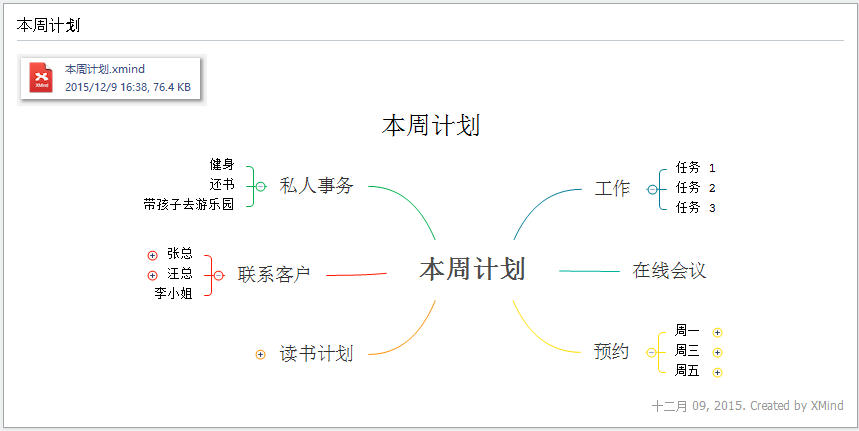 本周计划
本周计划.xmind
2015/12/9 16:38, 76.4 KB
XMind
本周计划
私人事务
健身
还书
带孩子去游乐园
联系客户
张总
汪总
李小姐
读书计划
本周计划
工作
任务 1
任务 2
任务 3
在线会议
预约
周一
周三
周五
十二月 09, 2015. Created by XMind